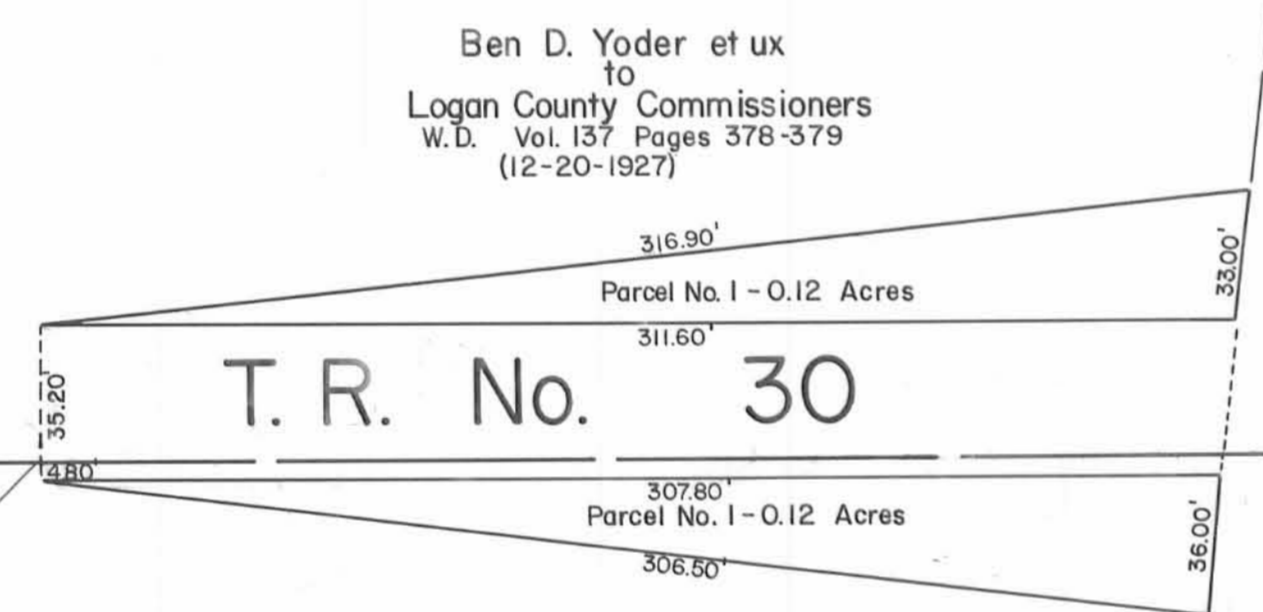 Ben D. Yoder et ux
to
Logan County Commissioners
W.D. Vol. 137 Pages 378-379
(12-20-1927)
316.90'
33.00'
Parcel No. 1 - 0.12 Acres
311.60'
35.20'
T. R. No. 30
4.80'
307.80'
Parcel No. 1 - 0.12 Acres
36.00'
306.50'